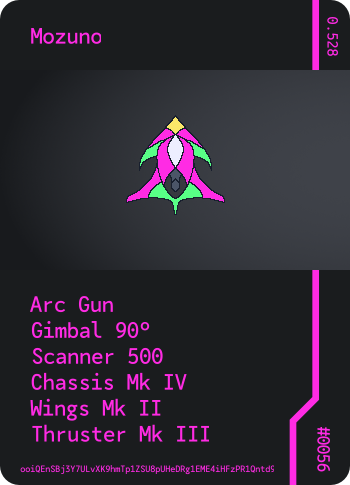 Mozuno
0.528
Arc Gun
Gimbal 90°
Scanner 500
Chassis Mk IV
Wings Mk II
Thruster Mk III
#0056
ooiQEnSBj3Y7ULvXK9hmTp1ZSU8pUHeDRg1EME4iHFzPR1Qntd9